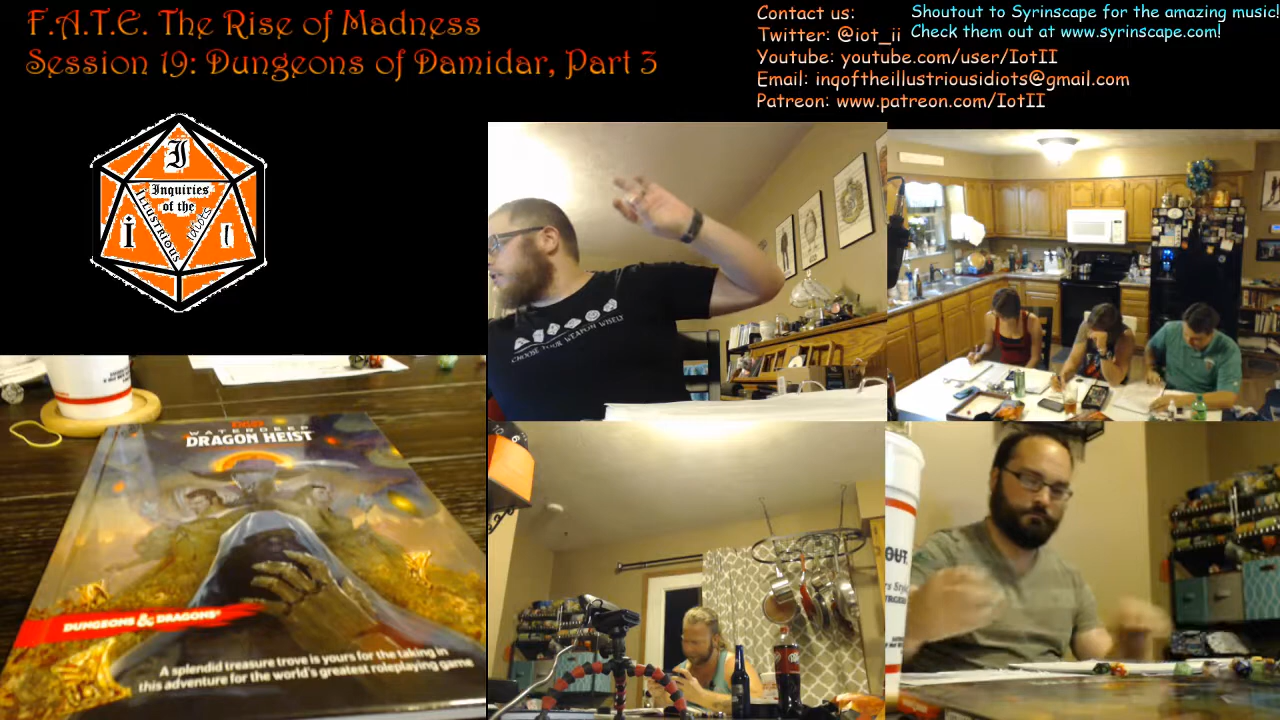 F.A.T.E. The Rise of Madness
Session 19: Dungeons of Damidar, Part 3
Contact us:
Twitter: @iot_ii
Youtube: youtube.com/user/IotII
Email: inqoftheillustriousidiots@gmail.com
Patreon: www.patreon.com/IotII
Shoutout to Syrinscape for the amazing music!
Check them out at www.syrinscape.com!
I
Inquiries
of the
ILLUSTRIOUS
idiots
i
I
CHOOSE YOUR WEAPON WISELY
D&D
WATERDEEP
DRAGON HEIST
DUNGEONS & DRAGONS
A splendid treasure trove is yours for the taking in
this adventure for the world's greatest roleplaying game
OUT